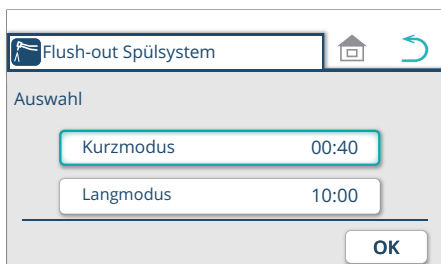 Flush-out Spülsystem
Auswahl
Kurzmodus 00:40
Langmodus 10:00
OK